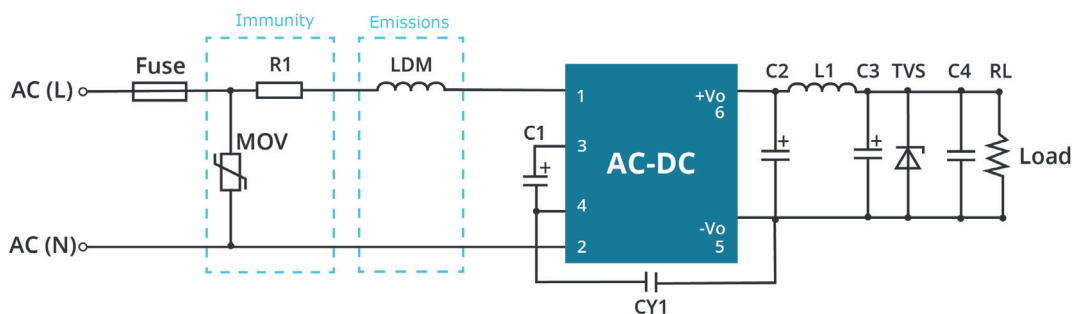 Immunity
Emissions
Fuse
R1
LDM
C2
L1
C3
TVS
C4
RL
AC (L)
1
+Vo
6
MOV
C1
3
AC-DC
+
+
+
Load
4
-Vo
5
AC (N)
2
CY1